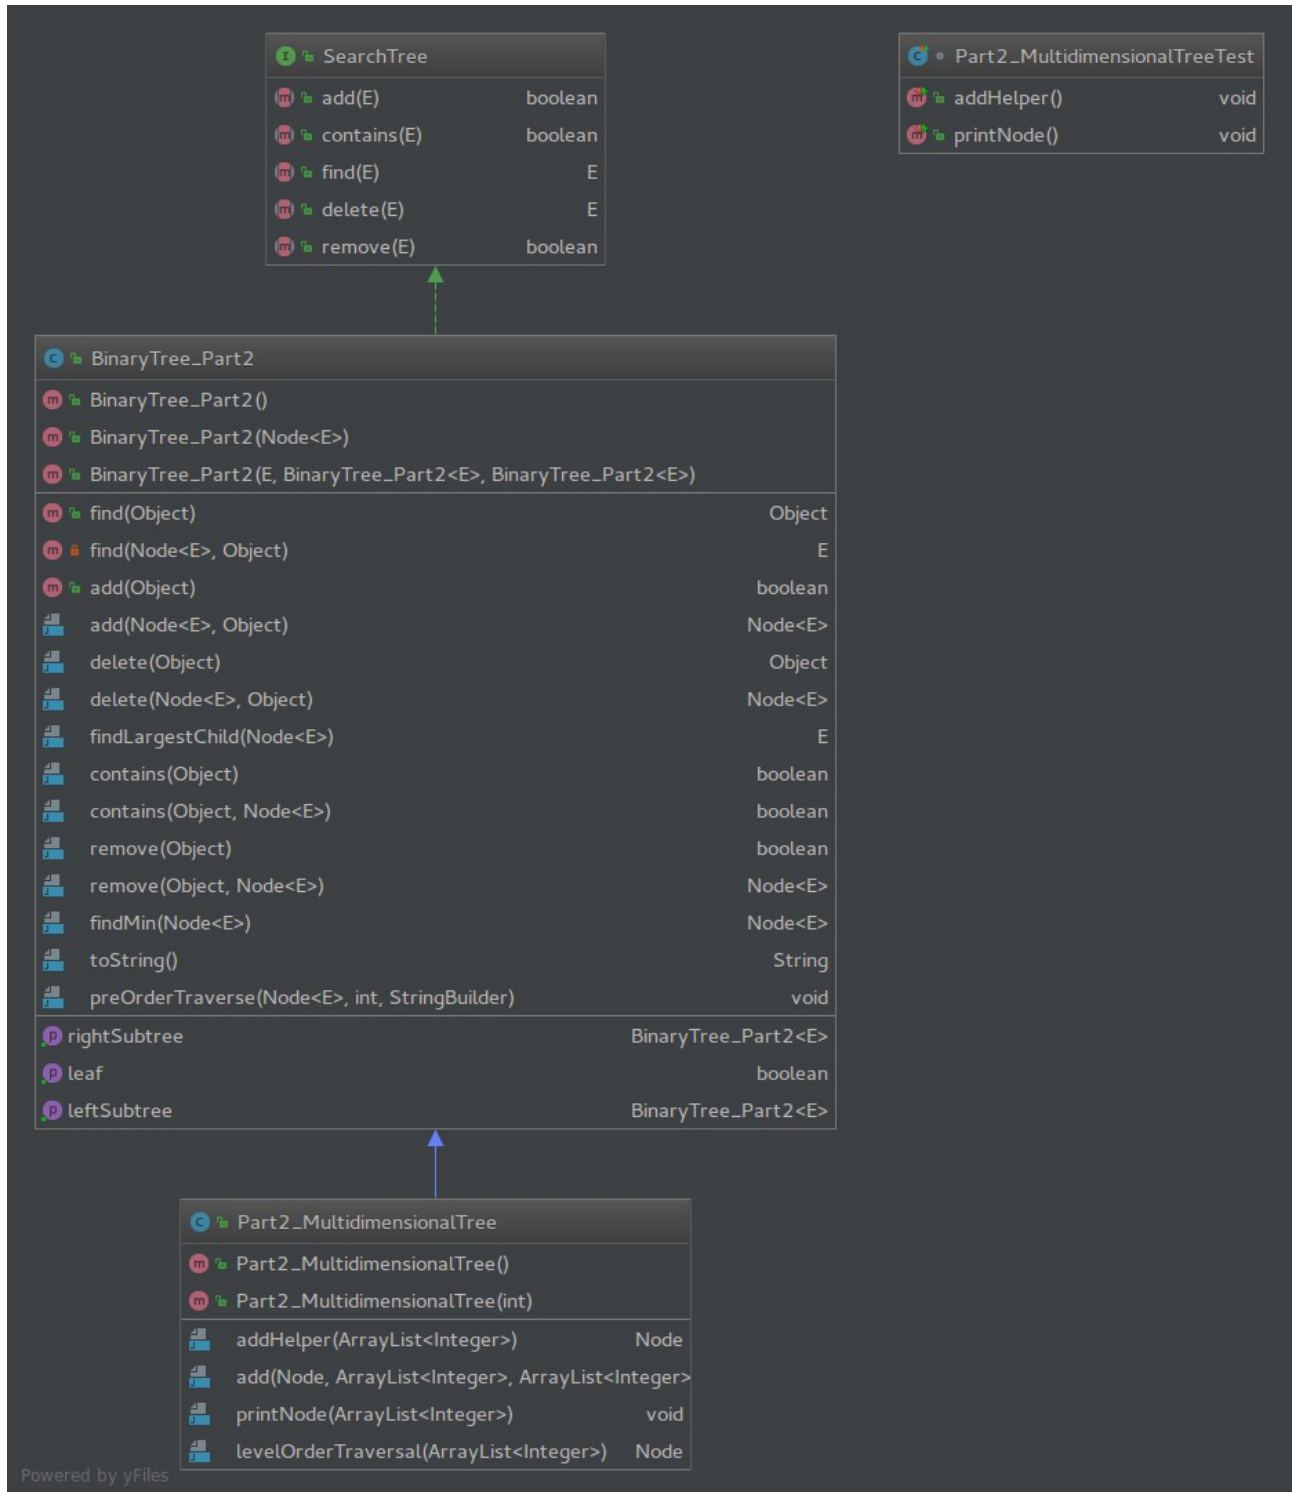 SearchTree
add(E) boolean
contains(E) boolean
find(E) E
delete(E) E
remove(E) boolean
Part2_MultidimensionalTreeTest
addHelper() void
printNode() void
BinaryTree_Part2
BinaryTree_Part2()
BinaryTree_Part2(Node<E>)
BinaryTree_Part2(E, BinaryTree_Part2<E>, BinaryTree_Part2<E>)
find(Object) Object
find(Node<E>, Object) E
add(Object) boolean
add(Node<E>, Object) Node<E>
delete(Object) Object
delete(Node<E>, Object) Node<E>
findLargestChild(Node<E>) E
contains(Object) boolean
contains(Object, Node<E>) boolean
remove(Object) boolean
remove(Object, Node<E>) Node<E>
findMin(Node<E>) Node<E>
toString() String
preOrderTraverse(Node<E>, int, StringBuilder) void
rightSubtree BinaryTree_Part2<E>
leaf boolean
leftSubtree BinaryTree_Part2<E>
Part2_MultidimensionalTree
Part2_MultidimensionalTree()
Part2_MultidimensionalTree(int)
addHelper(ArrayList<Integer>) Node
add(Node, ArrayList<Integer>, ArrayList<Integer>
printNode(ArrayList<Integer>) void
levelOrderTraversal(ArrayList<Integer>) Node
Powered by yFiles